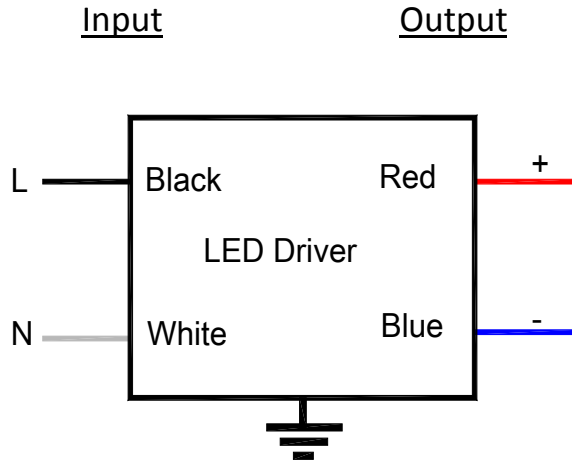 Input
Output
L
Black
Red
+
LED Driver
N
White
Blue
-